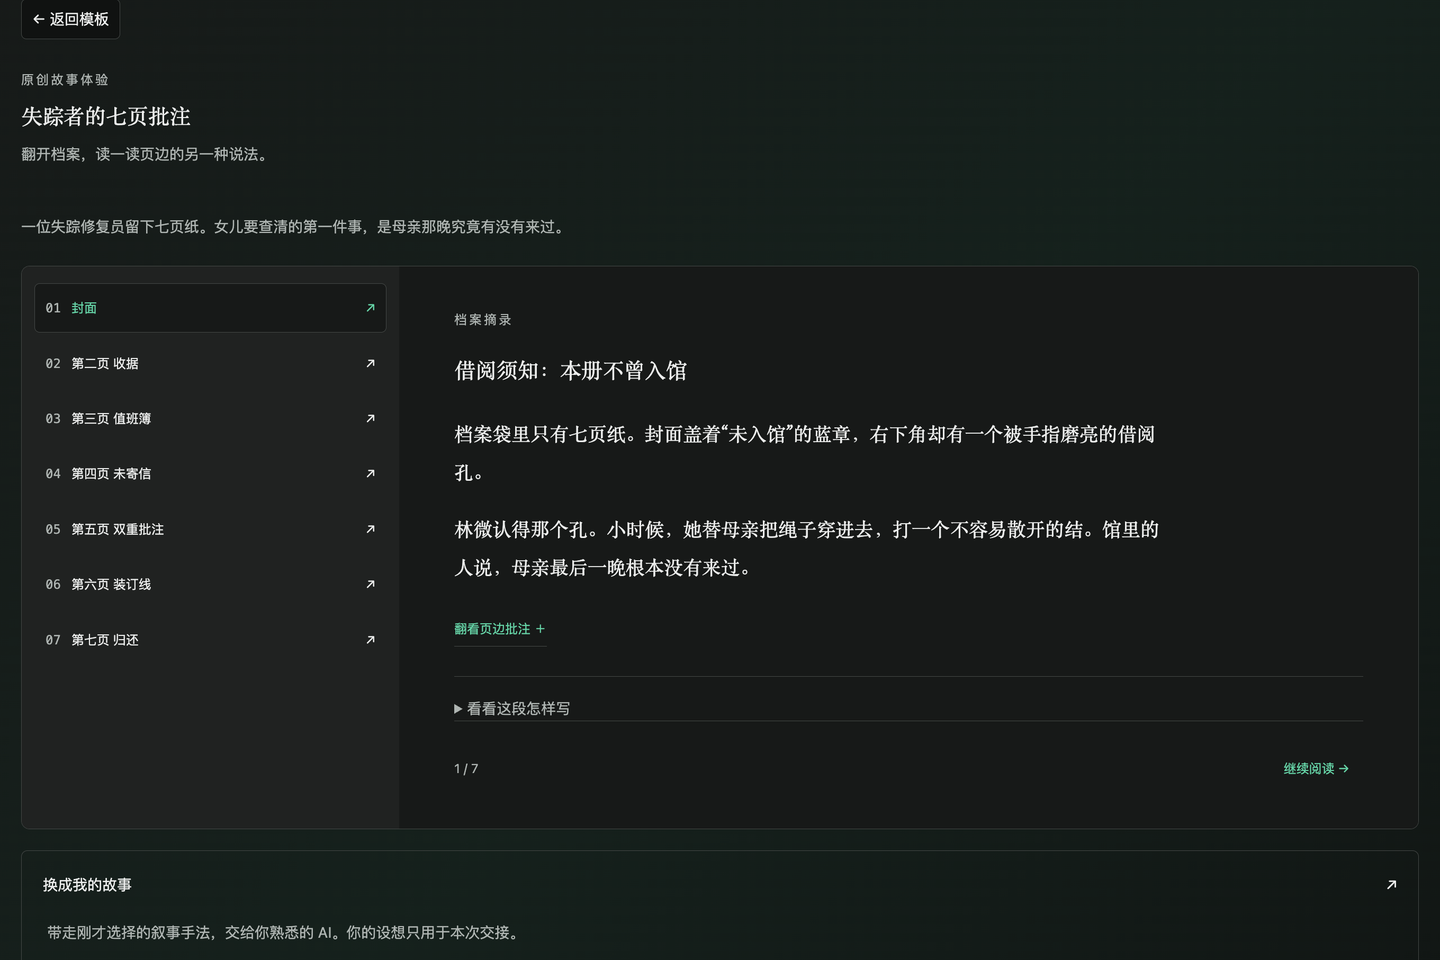 ← 返回模板
原创故事体验
失踪者的七页批注
翻开档案，读一读页边的另一种说法。
一位失踪修复员留下七页纸。女儿要查清的第一件事，是母亲那晚究竟有没有来过。
01 封面 ↗
02 第二页 收据 ↗
03 第三页 值班簿 ↗
04 第四页 未寄信 ↗
05 第五页 双重批注 ↗
06 第六页 装订线 ↗
07 第七页 归还 ↗
档案摘录
借阅须知：本册不曾入馆
档案袋里只有七页纸。封面盖着“未入馆”的蓝章，右下角却有一个被手指磨亮的借阅
孔。
林微认得那个孔。小时候，她替母亲把绳子穿进去，打一个不容易散开的结。馆里的
人说，母亲最后一晚根本没有来过。
翻看页边批注 +
▶ 看看这段怎样写
1 / 7
继续阅读 →
换成我的故事 ↗
带走刚才选择的叙事手法，交给你熟悉的 AI。你的设想只用于本次交接。